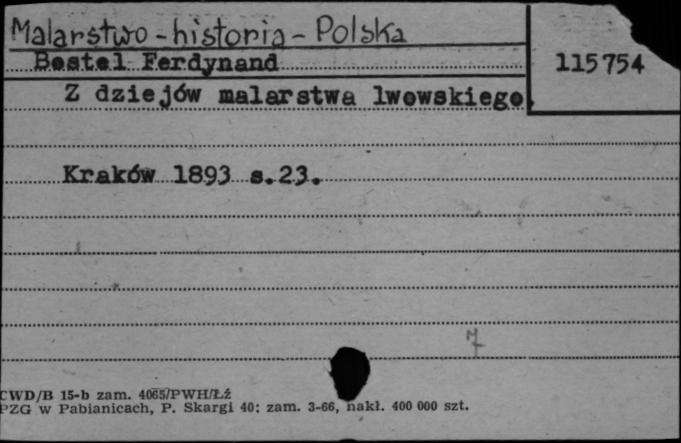 Malarstwo - historia - Polska
Bostel Ferdynand
115754
Z dziejów malarstwa lwowskiego.
Kraków 1893 s.23.
CWD/B 15-b zam. 4065/PWH/Łź
PZG w Pabianicach, P. Skargi 40; zam. 3-66, nakł. 400 000 szt.